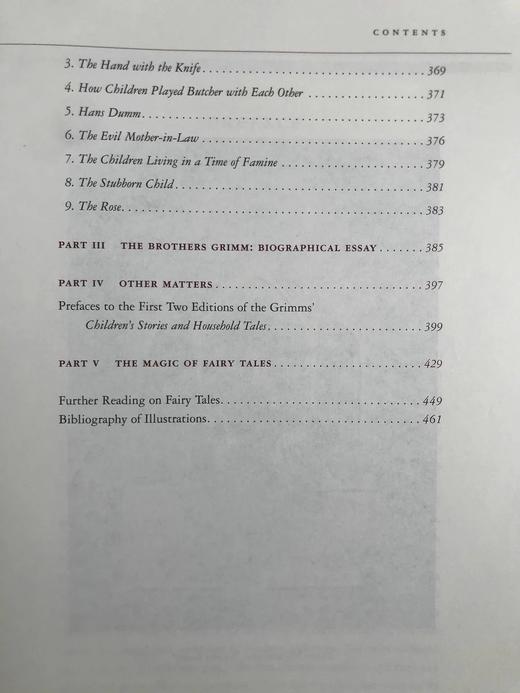 CONTENTS
3. The Hand with the Knife. . . . . . . . . . . . . . . . . . . . . . . . . . . . . . . . 369
4. How Children Played Butcher with Each Other . . . . . . . . . . . . . . . . . 371
5. Hans Dumm. . . . . . . . . . . . . . . . . . . . . . . . . . . . . . . . . . . . . . . . . 373
6. The Evil Mother-in-Law . . . . . . . . . . . . . . . . . . . . . . . . . . . . . . . . 376
7. The Children Living in a Time of Famine . . . . . . . . . . . . . . . . . . . . . 379
8. The Stubborn Child. . . . . . . . . . . . . . . . . . . . . . . . . . . . . . . . . . . . 381
9. The Rose. . . . . . . . . . . . . . . . . . . . . . . . . . . . . . . . . . . . . . . . . . . 383
PART III THE BROTHERS GRIMM: BIOGRAPHICAL ESSAY . . . . . . . 385
PART IV OTHER MATTERS . . . . . . . . . . . . . . . . . . . . . . . . . . . . . . . 397
Prefaces to the First Two Editions of the Grimms'
Children's Stories and Household Tales. . . . . . . . . . . . . . . . . . . . . . . 399
PART V THE MAGIC OF FAIRY TALES . . . . . . . . . . . . . . . . . . . . . . . 429
Further Reading on Fairy Tales. . . . . . . . . . . . . . . . . . . . . . . . . . . . . 449
Bibliography of Illustrations. . . . . . . . . . . . . . . . . . . . . . . . . . . . . . . 461